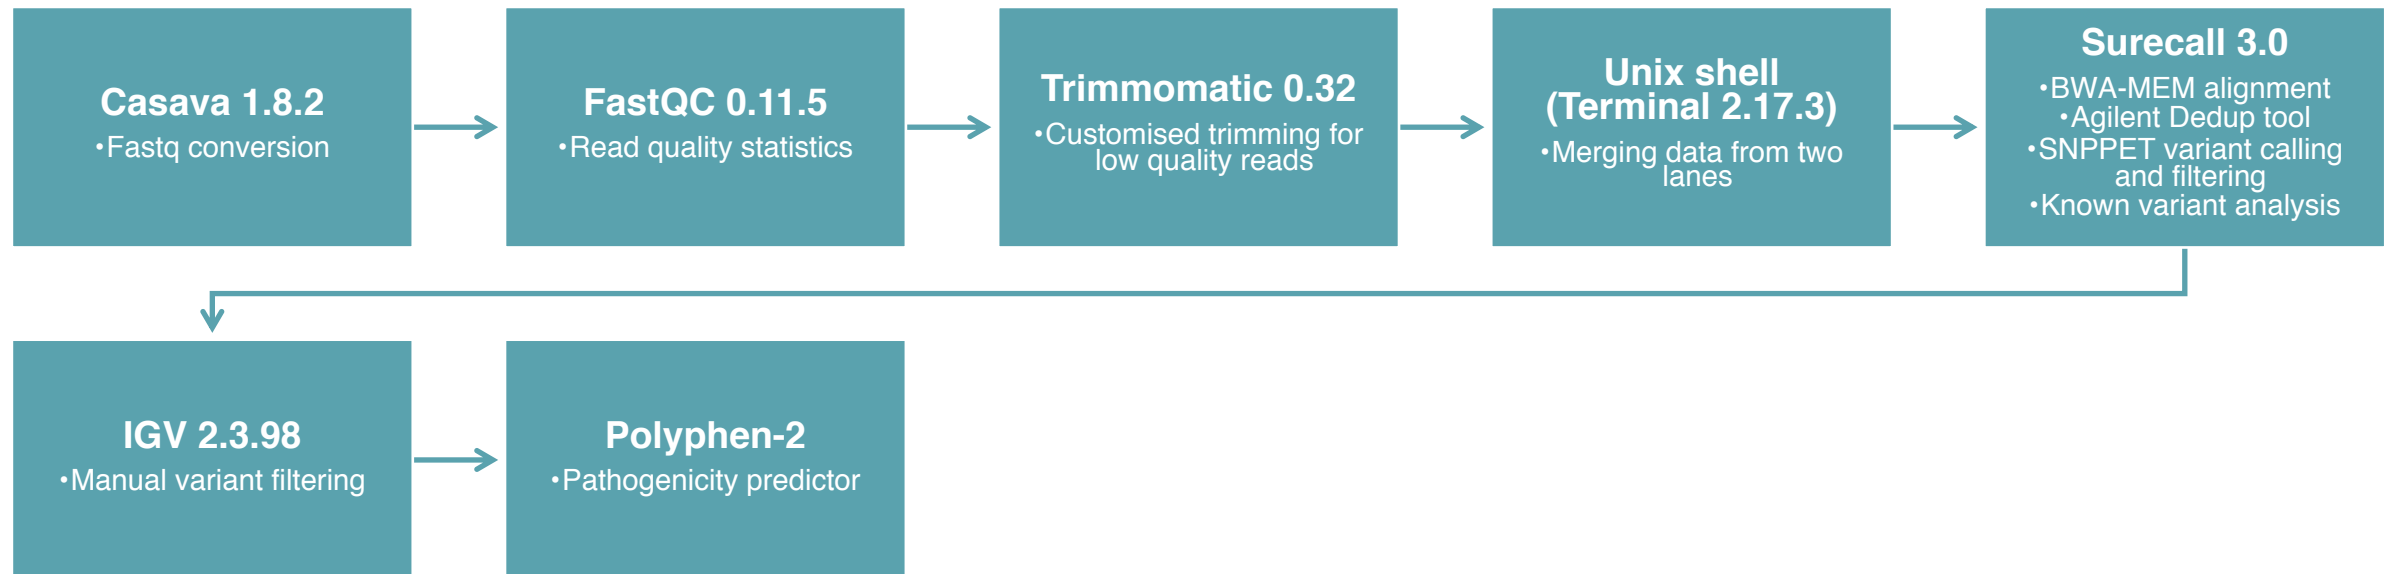 Casava 1.8.2
•Fastq conversion
FastQC 0.11.5
•Read quality statistics
Trimmomatic 0.32
•Customised trimming for
low quality reads
Unix shell
(Terminal 2.17.3)
•Merging data from two
lanes
Surecall 3.0
•BWA-MEM alignment
•Agilent Dedup tool
•SNPPET variant calling
and filtering
•Known variant analysis
IGV 2.3.98
•Manual variant filtering
Polyphen-2
•Pathogenicity predictor